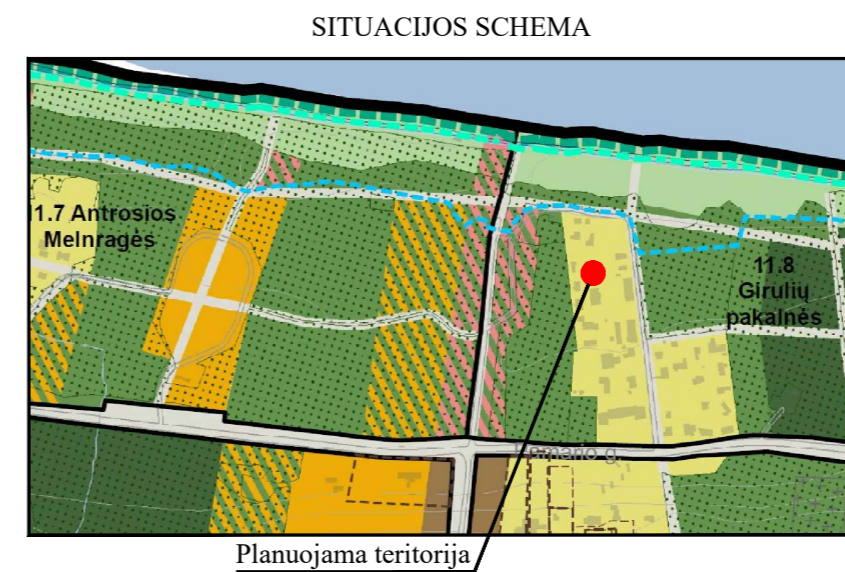 SITUACIJOS SCHEMA
11.7 Antrosios
Melnragės
11.8
Girulių
pakalnės
Planuojama teritorija